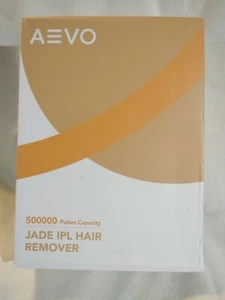 AEVO
500000 Pulses Capacity
JADE IPL HAIR
REMOVER